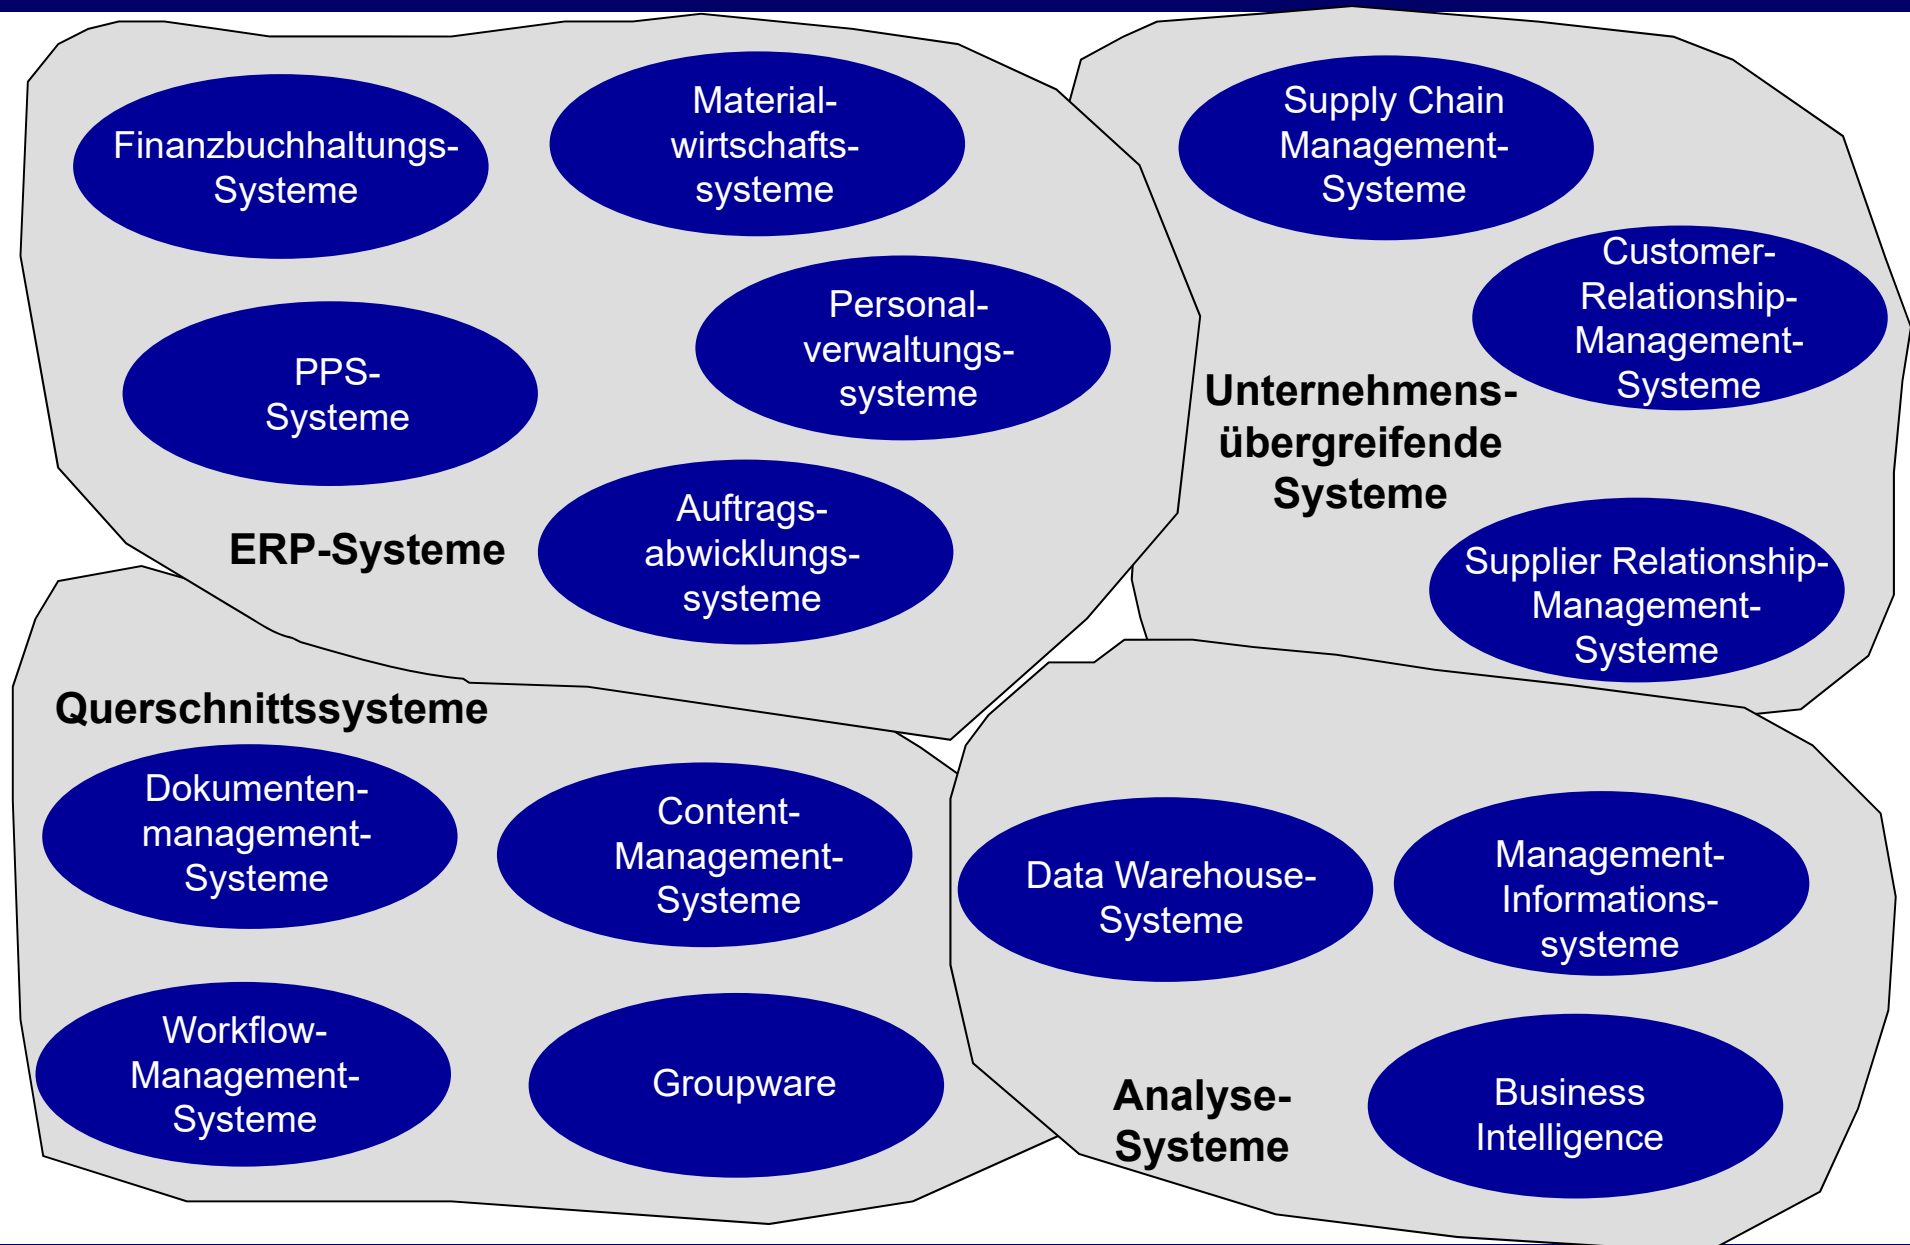 Finanzbuchhaltungs-
Systeme
Material-
wirtschafts-
systeme
PPS-
Systeme
Personal-
verwaltungs-
systeme
ERP-Systeme
Auftrags-
abwicklungs-
systeme
Supply Chain
Management-
Systeme
Customer-
Relationship-
Management-
Systeme
Unternehmens-
übergreifende
Systeme
Supplier Relationship-
Management-
Systeme
Querschnittssysteme
Dokumenten-
management-
Systeme
Content-
Management-
Systeme
Workflow-
Management-
Systeme
Groupware
Data Warehouse-
Systeme
Management-
Informations-
systeme
Analyse-
Systeme
Business
Intelligence